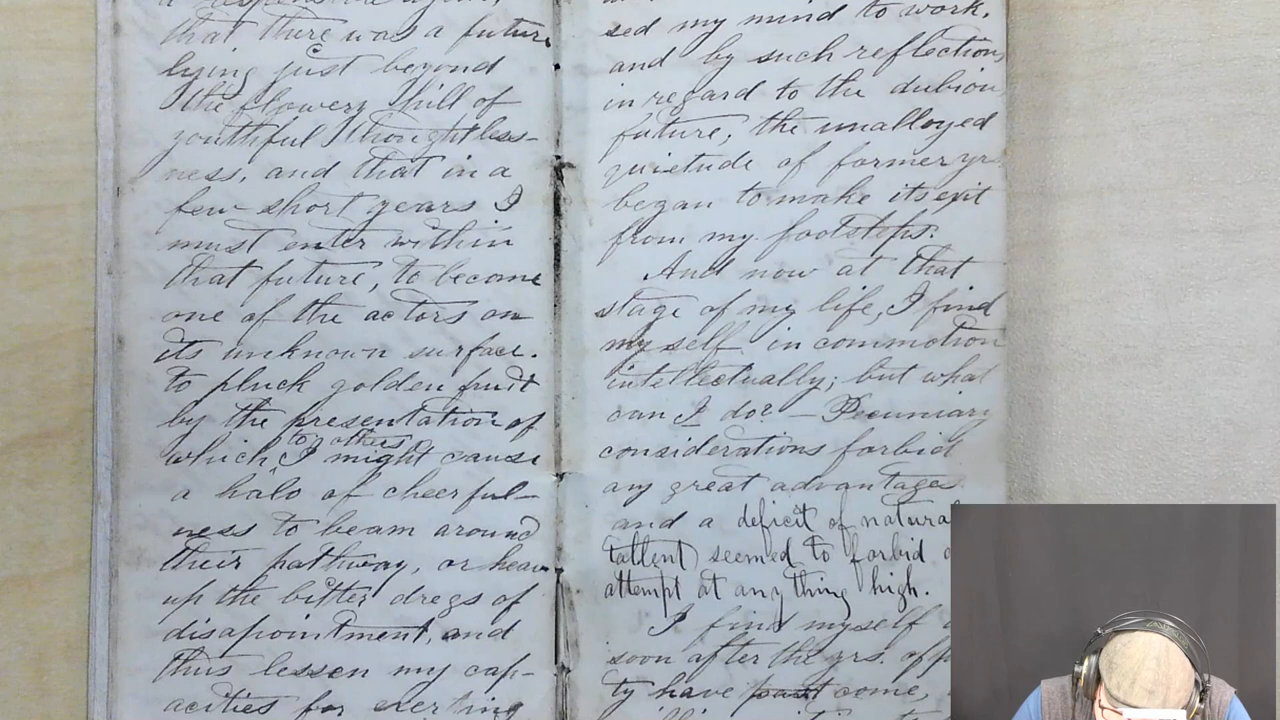 that there was a future
lying just beyond
the flowery hill of
youthful thoughtless-
ness, and that in a
few short years I
must enter within
that future, to become
one of the actors on
its unknown surface.
to pluck golden fruit
by the presentation of
to others
which, I might cause
a halo of cheerful-
ness to beam around
their pathway, or heav
up the bitter dregs of
disapointment, and
thus lessen my cap-
acities for exerting
sed my mind to work,
and by such reflections
in regard to the dubiou
future, the unalloyed
quietude of former yrs.
began to make its exit
from my footsteps.
And now at that
stage of my life, I find
my self in commotion
intellectually; but what
can I do? — Pecuniary
considerations forbid
any great advantages
and a deficit of natural
tallent seemed to forbid
attempt at any thing high.
I find myself
soon after the yrs. of
ty have past come,